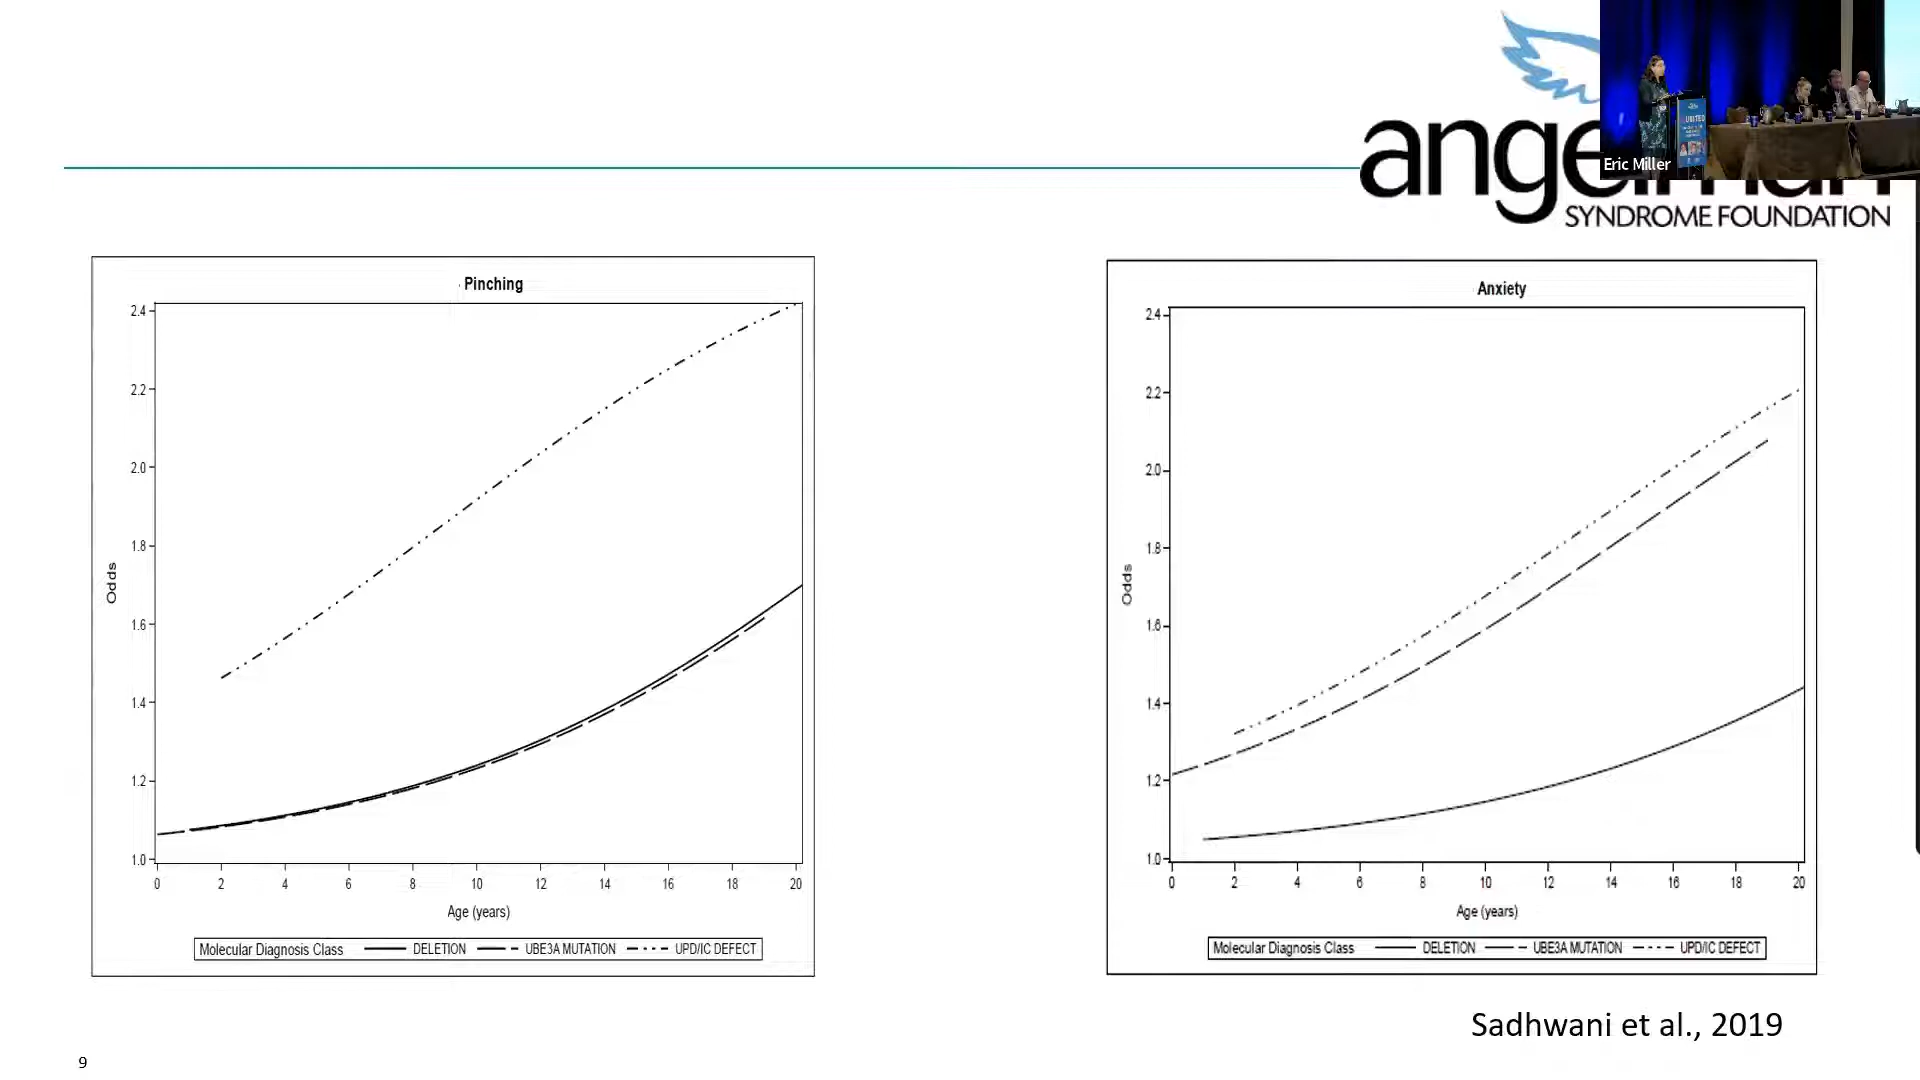 angelman
SYNDROME FOUNDATION
Eric Miller
UNITED
Pinching
2.4
2.2
2.0
1.8
1.6
1.4
1.2
1.0
Odds
0 2 4 6 8 10 12 14 16 18 20
Age (years)
Molecular Diagnosis Class DELETION UBE3A MUTATION UPD/IC DEFECT
Anxiety
2.4
2.2
2.0
1.8
1.6
1.4
1.2
1.0
Odds
0 2 4 6 8 10 12 14 16 18 20
Age (years)
Molecular Diagnosis Class DELETION UBE3A MUTATION UPD/IC DEFECT
Sadhwani et al., 2019
9